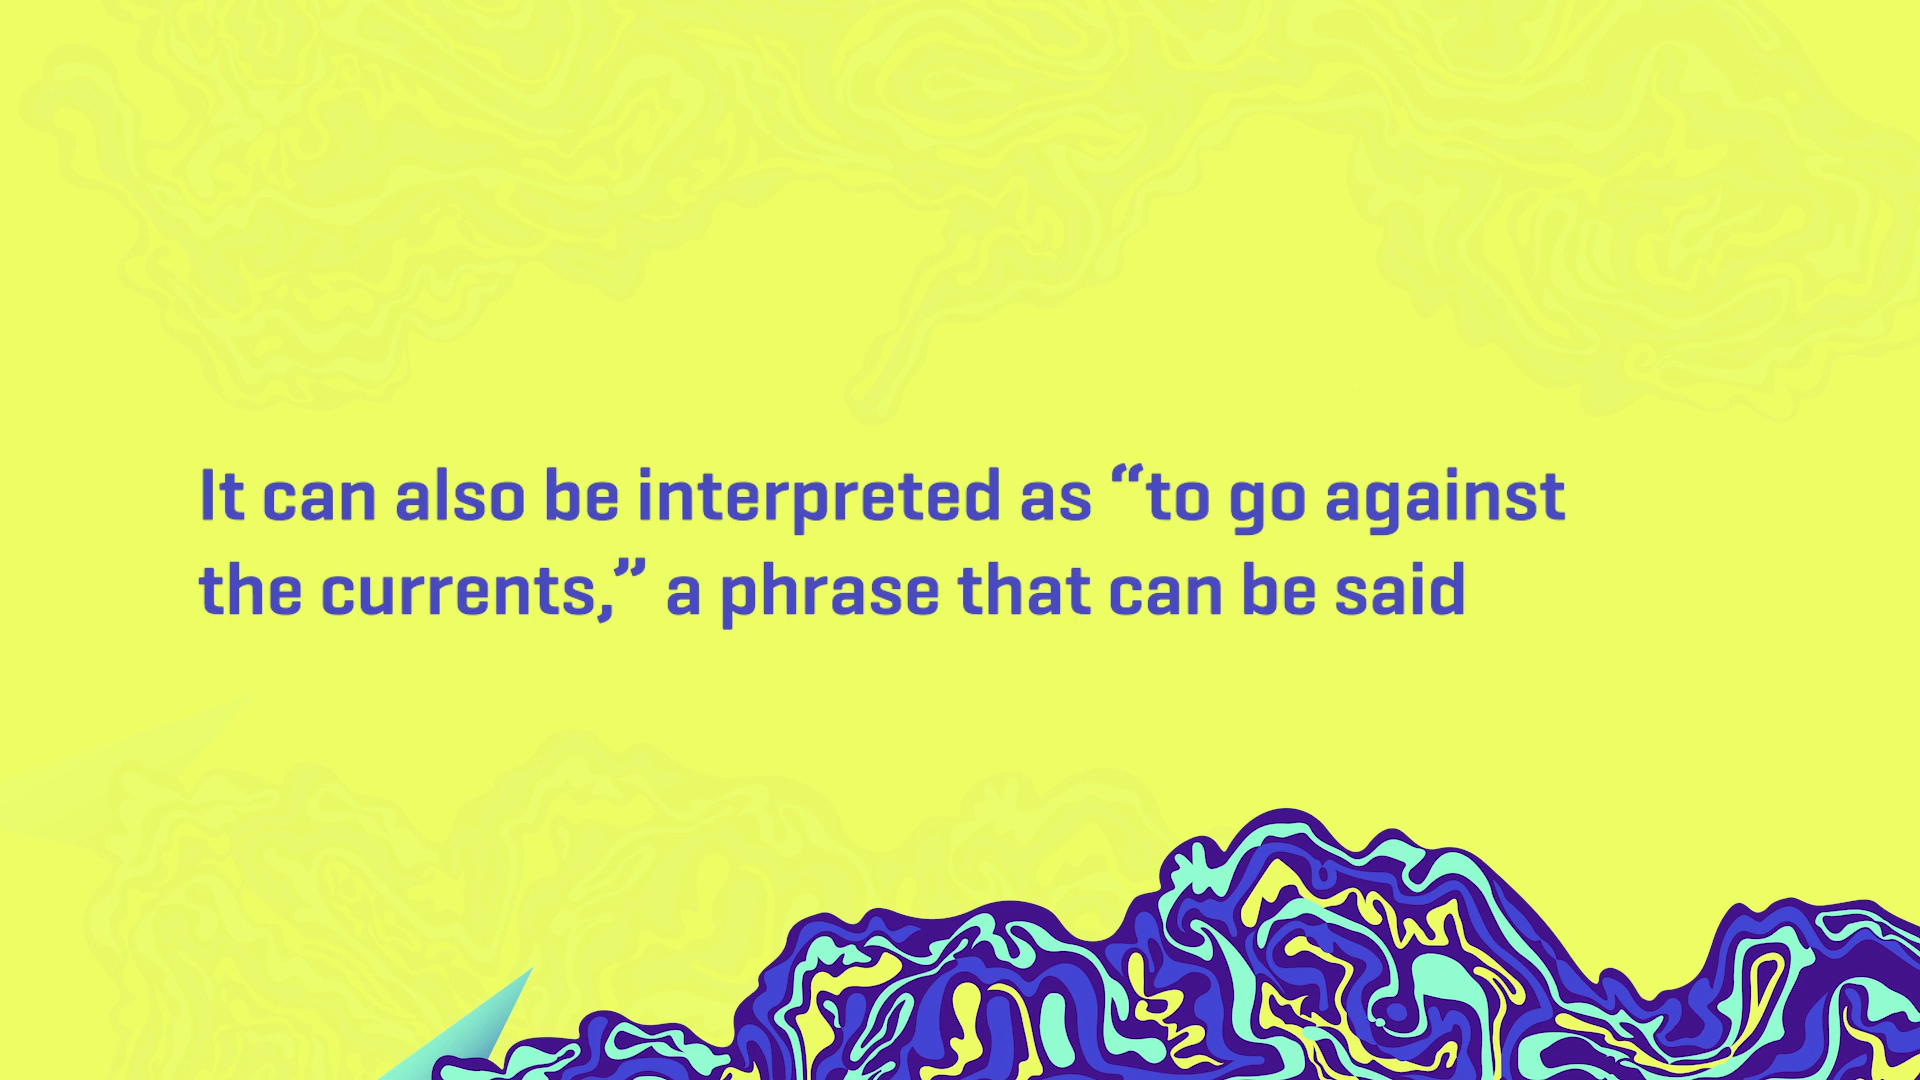 It can also be interpreted as “to go against
the currents,” a phrase that can be said